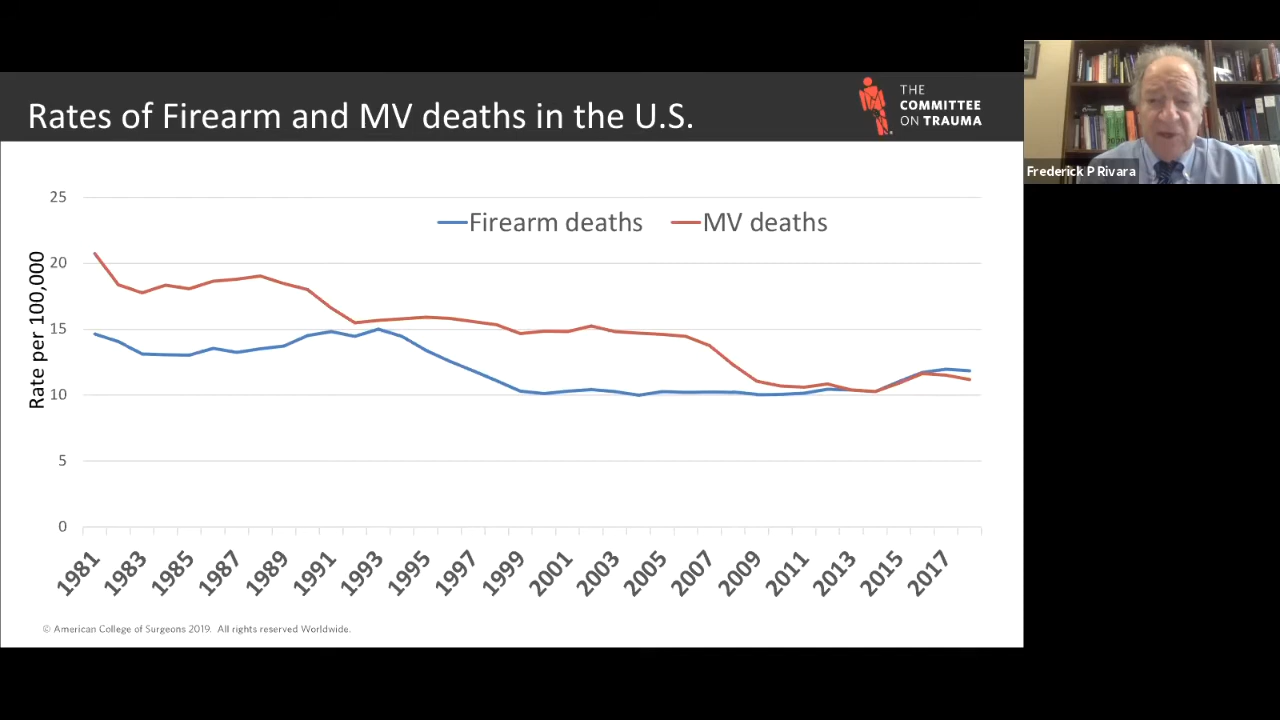 Rates of Firearm and MV deaths in the U.S.
THE
COMMITTEE
ON TRAUMA
Frederick P Rivara
Firearm deaths
MV deaths
Rate per 100,000
25
20
15
10
5
0
1981
1983
1985
1987
1989
1991
1993
1995
1997
1999
2001
2003
2005
2007
2009
2011
2013
2015
2017
© American College of Surgeons 2019. All rights reserved Worldwide.